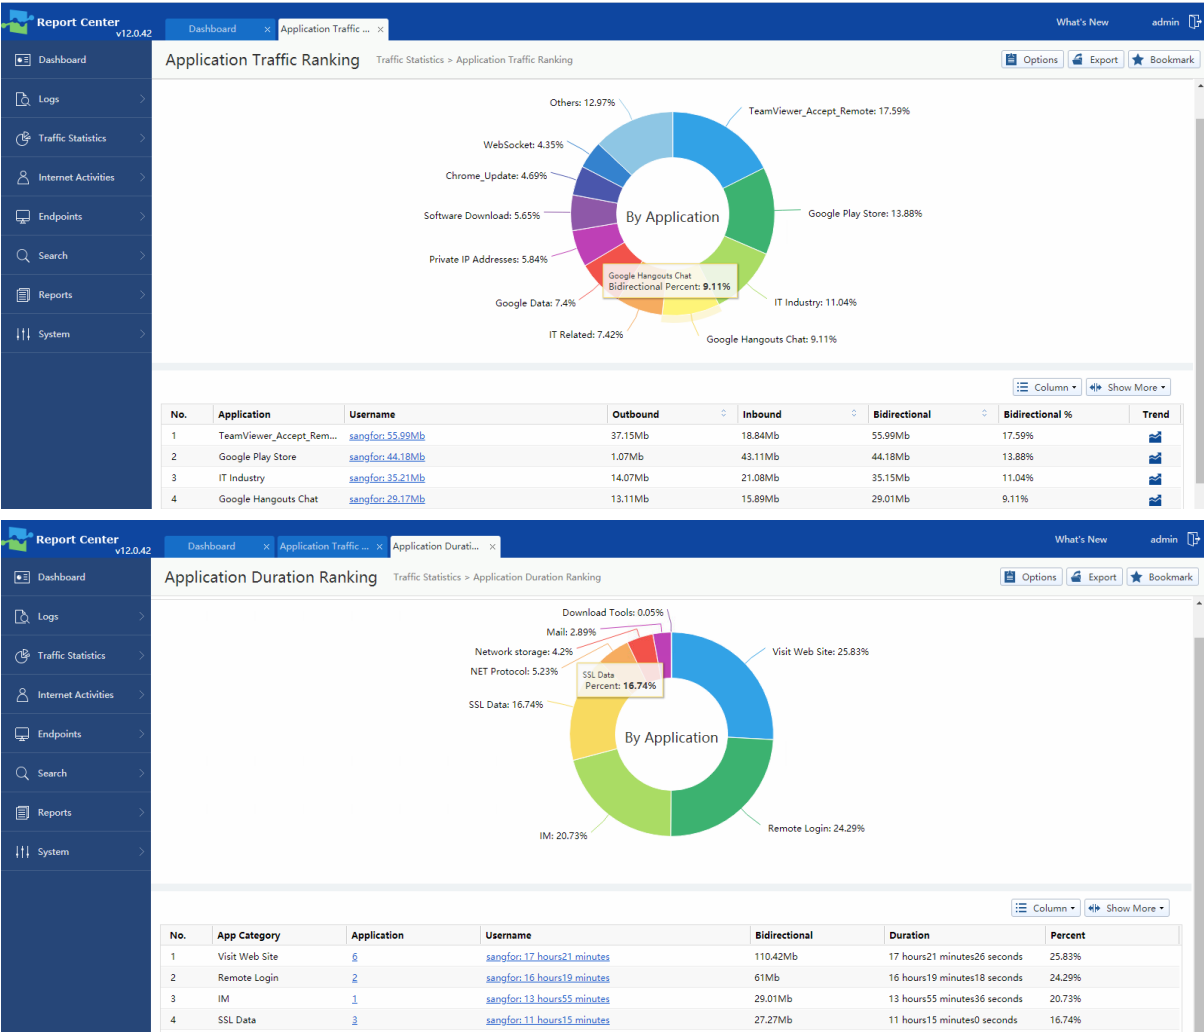 Report Center
v12.0.42
Dashboard ×
Application Traffic ... ×
What's New
admin
Dashboard
Logs
Traffic Statistics
Internet Activities
Endpoints
Search
Reports
System
Application Traffic Ranking Traffic Statistics > Application Traffic Ranking
Options Export Bookmark
Others: 12.97%
TeamViewer_Accept_Remote: 17.59%
WebSocket: 4.35%
Chrome_Update: 4.69%
Software Download: 5.65%
Google Play Store: 13.88%
By Application
Private IP Addresses: 5.84%
Google Hangouts Chat
Bidirectional Percent: 9.11%
Google Data: 7.4%
IT Industry: 11.04%
IT Related: 7.42%
Google Hangouts Chat: 9.11%
Column Show More
No. Application Username Outbound Inbound Bidirectional Bidirectional % Trend
1 TeamViewer_Accept_Rem... sangfor: 55.99Mb 37.15Mb 18.84Mb 55.99Mb 17.59%
2 Google Play Store sangfor: 44.18Mb 1.07Mb 43.11Mb 44.18Mb 13.88%
3 IT Industry sangfor: 35.21Mb 14.07Mb 21.08Mb 35.15Mb 11.04%
4 Google Hangouts Chat sangfor: 29.17Mb 13.11Mb 15.89Mb 29.01Mb 9.11%
Report Center
v12.0.42
Dashboard ×
Application Traffic ... ×
Application Durati... ×
What's New
admin
Dashboard
Logs
Traffic Statistics
Internet Activities
Endpoints
Search
Reports
System
Application Duration Ranking Traffic Statistics > Application Duration Ranking
Options Export Bookmark
Download Tools: 0.05%
Mail: 2.89%
Network storage: 4.2%
Visit Web Site: 25.83%
NET Protocol: 5.23%
SSL Data
Percent: 16.74%
SSL Data: 16.74%
By Application
IM: 20.73%
Remote Login: 24.29%
Column Show More
No. App Category Application Username Bidirectional Duration Percent
1 Visit Web Site 6 sangfor: 17 hours21 minutes 110.42Mb 17 hours21 minutes26 seconds 25.83%
2 Remote Login 2 sangfor: 16 hours19 minutes 61Mb 16 hours19 minutes18 seconds 24.29%
3 IM 1 sangfor: 13 hours55 minutes 29.01Mb 13 hours55 minutes36 seconds 20.73%
4 SSL Data 3 sangfor: 11 hours15 minutes 27.27Mb 11 hours15 minutes0 seconds 16.74%